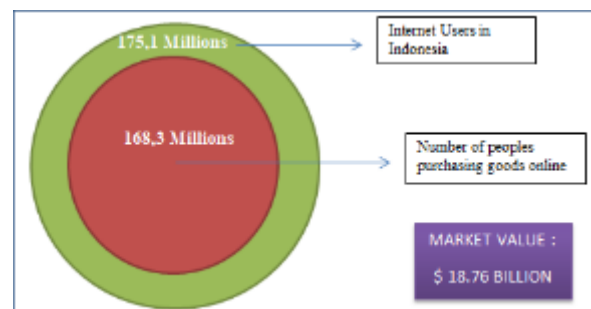 175,1 Millions
Internet Users in
Indonesia
168,3 Millions
Number of peoples
purchasing goods online
MARKET VALUE :
$ 18.76 BILLION